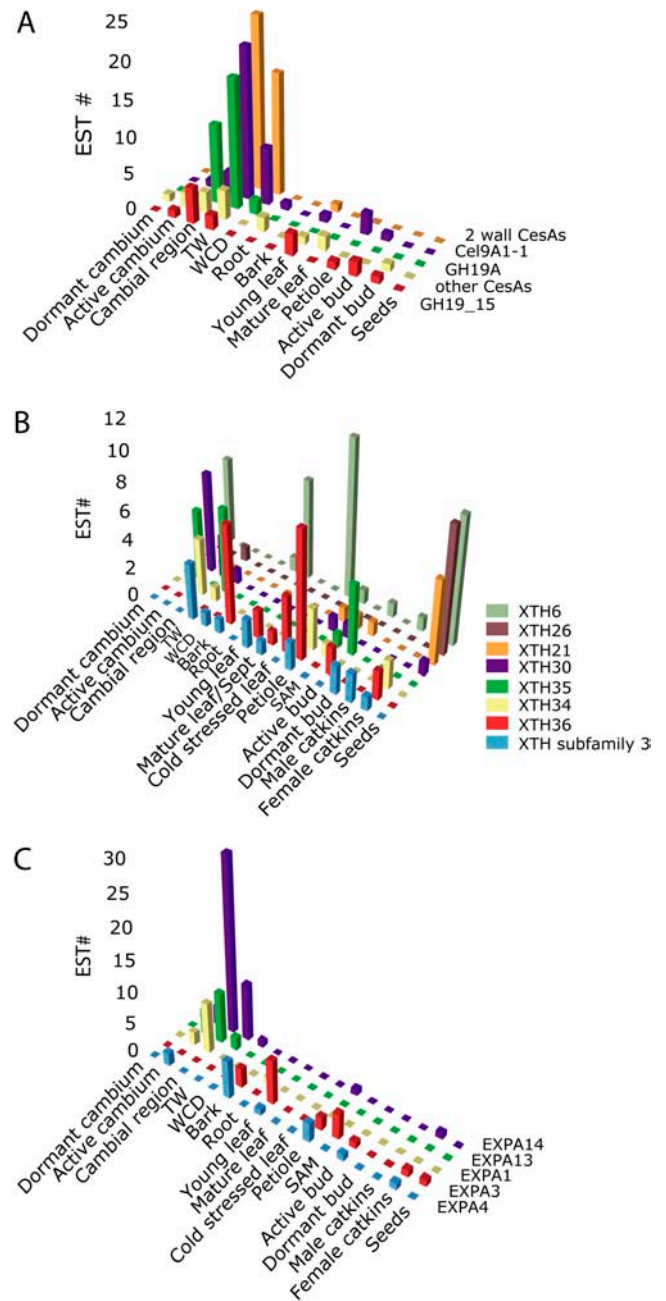 A
25
20
15
10
5
0
EST #
Dormant cambium
Active cambium
Cambial region
TW
WCD
Root
Bark
Young leaf
Mature leaf
Petiole
Active bud
Dormant bud
Seeds
2 wall CesAs
Cel9A1-1
GH19A
other CesAs
GH19_15
B
12
10
8
6
4
2
0
EST#
Dormant cambium
Active cambium
Cambial region
TW
WCD
Bark
Root
Young leaf
Mature leaf/Sept
Cold stressed leaf
Petiole
SAM
Active bud
Dormant bud
Male catkins
Female catkins
Seeds
XTH6
XTH26
XTH21
XTH30
XTH35
XTH34
XTH36
XTH subfamily 3
C
30
25
20
15
10
5
0
EST#
Dormant cambium
Active cambium
Cambial region
TW
WCD
Bark
Root
Young leaf
Mature leaf
Cold stressed leaf
Petiole
SAM
Active bud
Dormant bud
Male catkins
Female catkins
Seeds
EXPA14
EXPA13
EXPA1
EXPA3
EXPA4